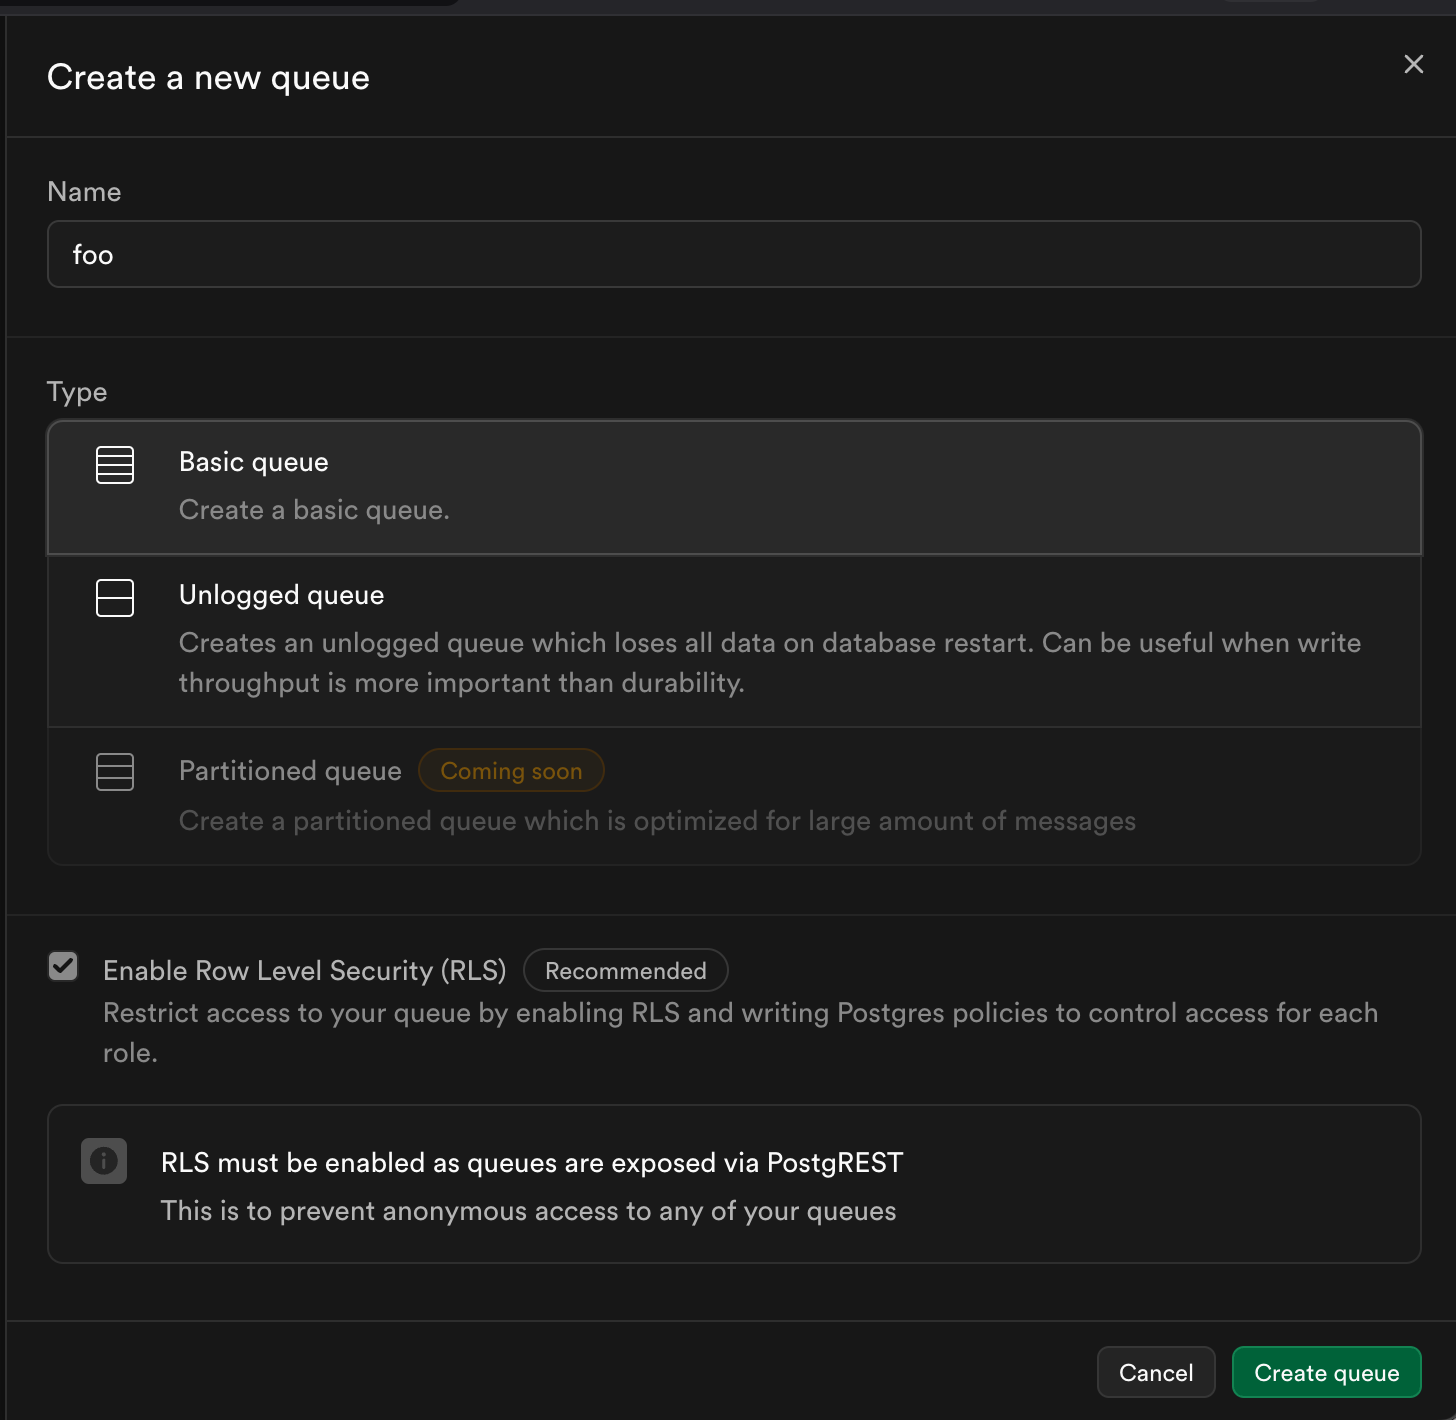 Create a new queue
Name
foo
Type
Basic queue
Create a basic queue.
Unlogged queue
Creates an unlogged queue which loses all data on database restart. Can be useful when write
throughput is more important than durability.
Partitioned queue Coming soon
Create a partitioned queue which is optimized for large amount of messages
Enable Row Level Security (RLS) Recommended
Restrict access to your queue by enabling RLS and writing Postgres policies to control access for each
role.
RLS must be enabled as queues are exposed via PostgREST
This is to prevent anonymous access to any of your queues
Cancel Create queue